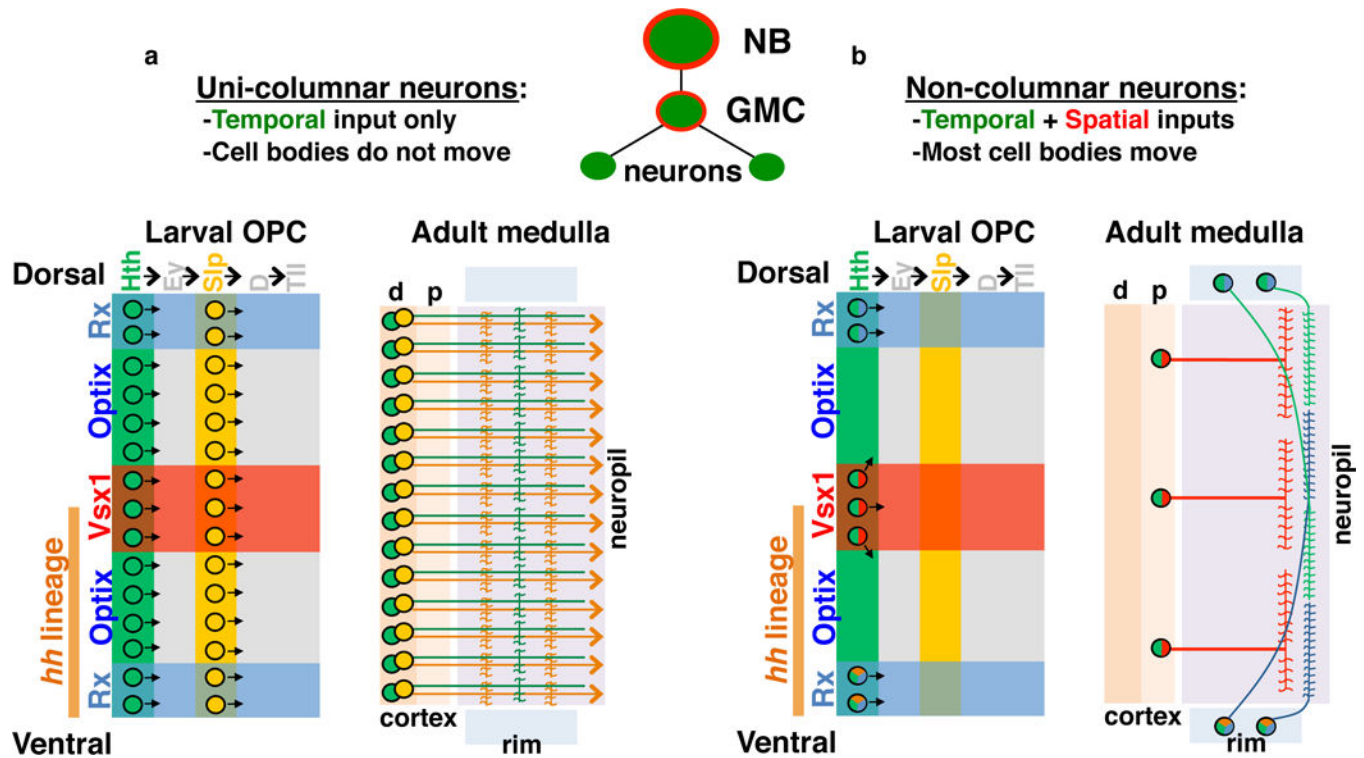 a
Uni-columnar neurons:
-Temporal input only
-Cell bodies do not move
NB
GMC
neurons
b
Non-columnar neurons:
-Temporal + Spatial inputs
-Most cell bodies move
Larval OPC
Dorsal
Hth
Ey
Slp
D
Tll
Rx
Optix
Vsx1
Optix
Rx
hh lineage
Ventral
Adult medulla
d
p
neuropil
cortex
rim
Larval OPC
Dorsal
Hth
Ey
Slp
D
Tll
Rx
Optix
Vsx1
Optix
Rx
hh lineage
Ventral
Adult medulla
d
p
neuropil
cortex
rim